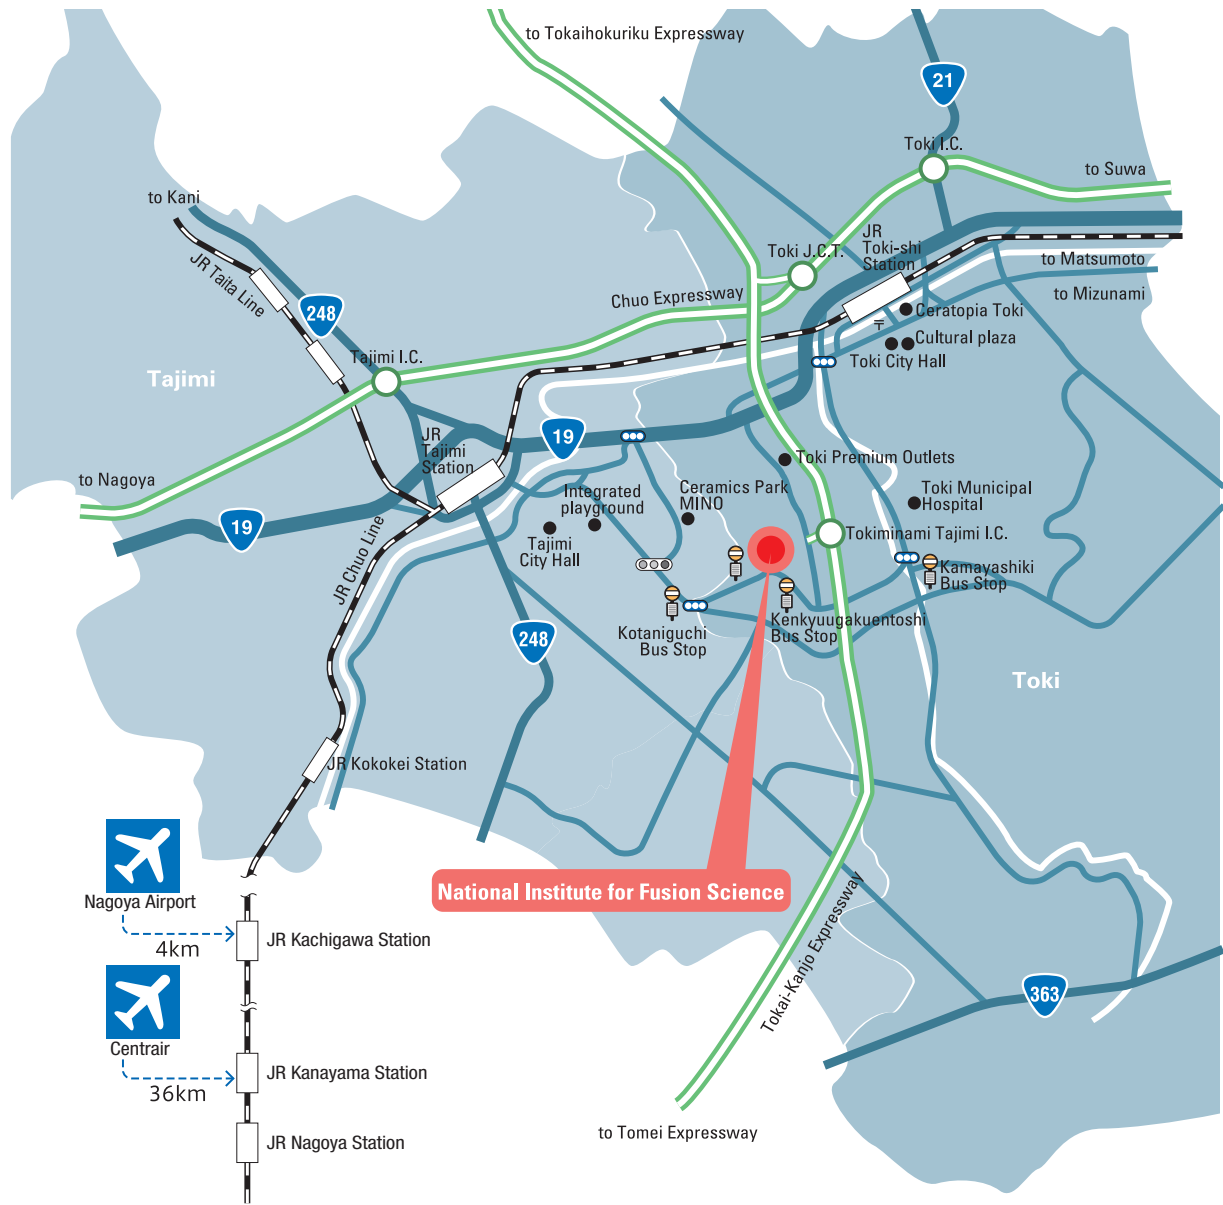 to Tokaihokuriku Expressway
21
Toki I.C.
to Suwa
to Kani
JR
Toki-shi
Station
Toki J.C.T.
to Matsumoto
JR Taita Line
to Mizunami
Chuo Expressway
248
Ceratopia Toki
〒
Cultural plaza
Toki City Hall
Tajimi I.C.
Tajimi
19
JR
Tajimi
Station
Toki Premium Outlets
to Nagoya
Integrated
playground
Ceramics Park
MINO
Toki Municipal
Hospital
19
Tajimi
City Hall
Tokiminami Tajimi I.C.
JR Chuo Line
Kamayashiki
Bus Stop
248
Kotaniguchi
Bus Stop
Kenkyuugakuentoshi
Bus Stop
Toki
JR Kokokei Station
National Institute for Fusion Science
Nagoya Airport
4km
JR Kachigawa Station
Tokai-Kanjo Expressway
363
Centrair
36km
JR Kanayama Station
to Tomei Expressway
JR Nagoya Station